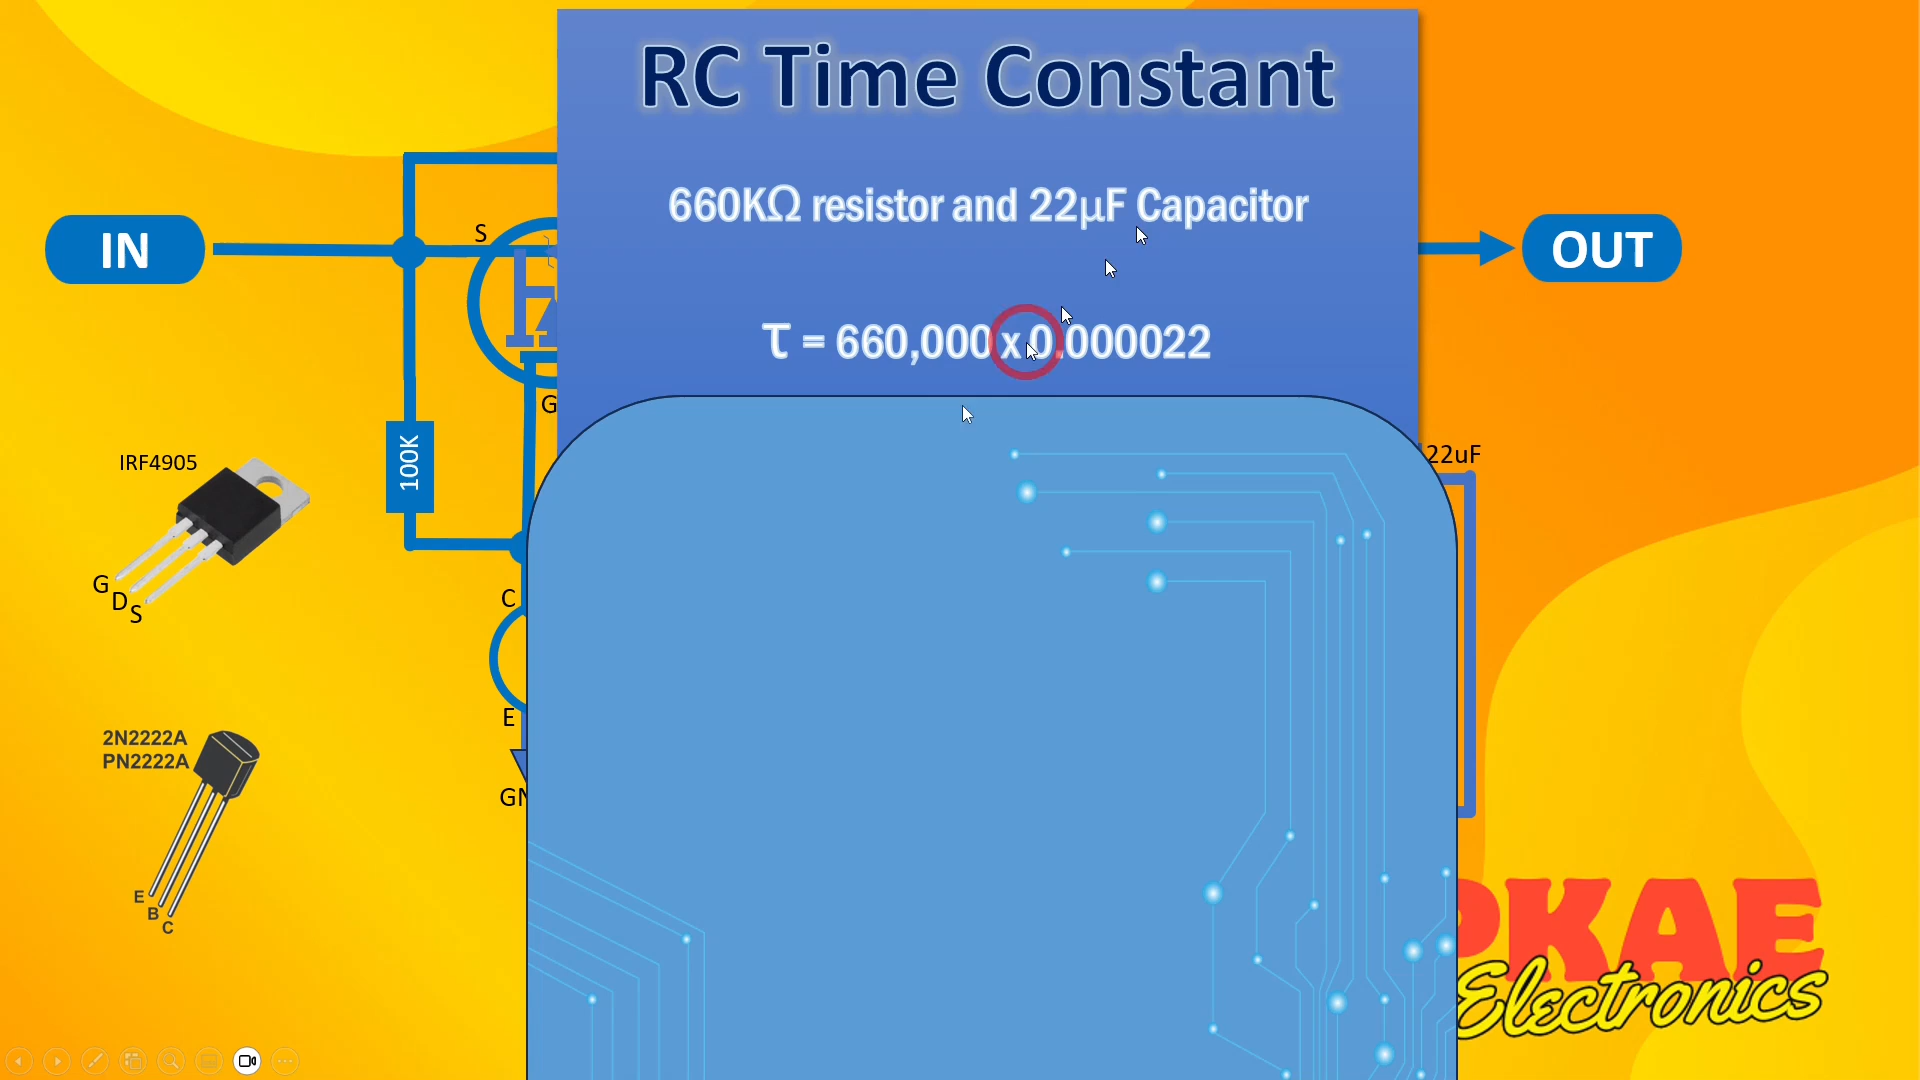 RC Time Constant
660KΩ resistor and 22µF Capacitor
τ = 660,000 x 0.000022
IN
S
OUT
G
100K
22uF
IRF4905
G
D
S
C
E
2N2222A
PN2222A
E
B
C
PKAE
Electronics